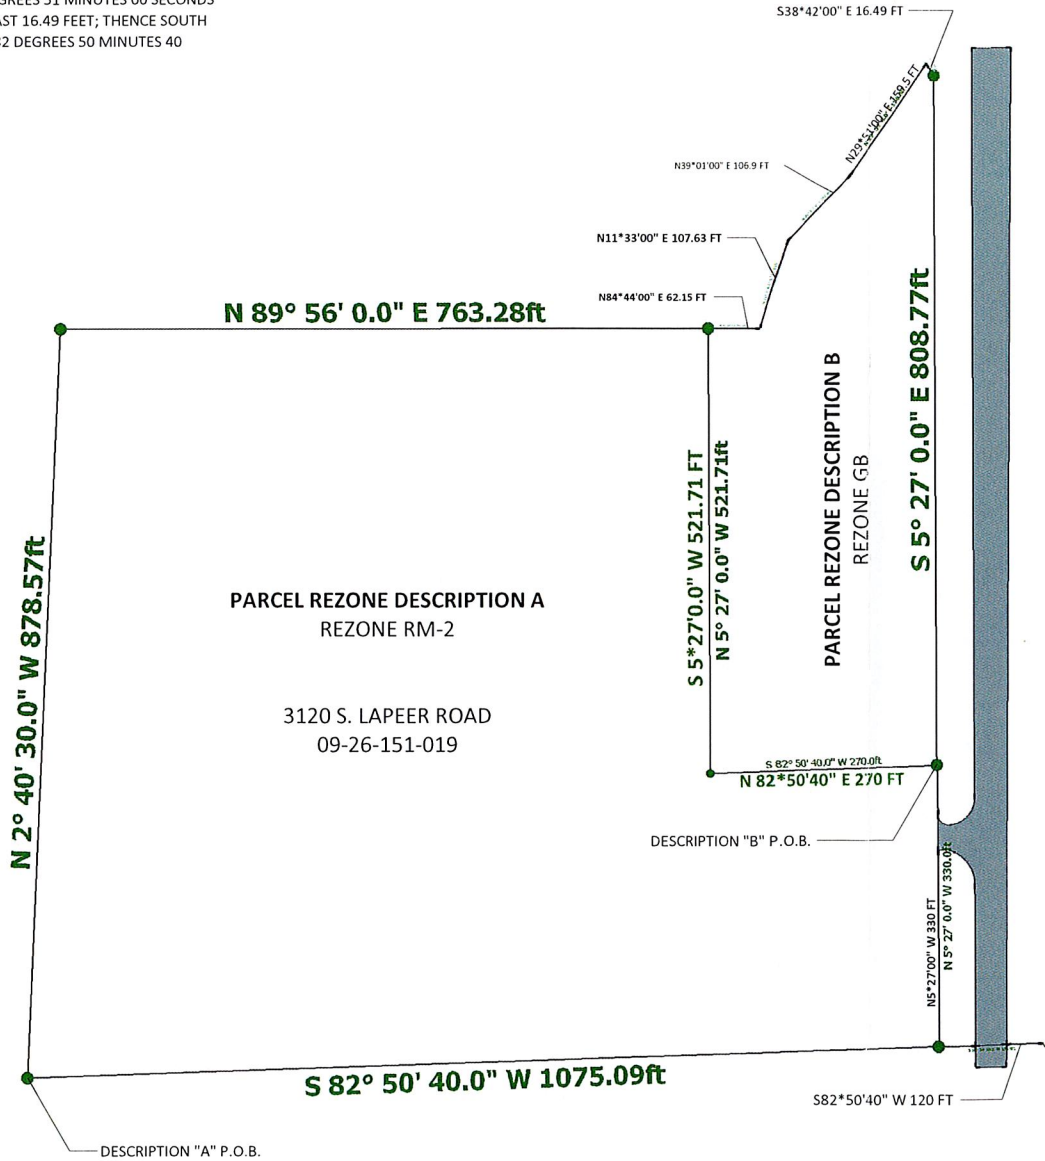 AST 16.49 FEET; THENCE SOUTH
2 DEGREES 50 MINUTES 40
S38*42'00" E 16.49 FT
N29*51'00" E 159.5 FT
N39*01'00" E 106.9 FT
N11*33'00" E 107.63 FT
N84*44'00" E 62.15 FT
N 89° 56' 0.0" E 763.28ft
S 5° 27' 0.0" E 808.77ft
PARCEL REZONE DESCRIPTION B
REZONE GB
S 5*27'0.0" W 521.71 FT
N 5° 27' 0.0" W 521.71ft
N 2° 40' 30.0" W 878.57ft
PARCEL REZONE DESCRIPTION A
REZONE RM-2
3120 S. LAPEER ROAD
09-26-151-019
S 82° 50' 40.0" W 270.0ft
N 82*50'40" E 270 FT
DESCRIPTION "B" P.O.B.
N5*27'00" W 330 FT
N 5° 27' 0.0" W 330.0ft
S 82° 50' 40.0" W 1075.09ft
S82*50'40" W 120 FT
DESCRIPTION "A" P.O.B.